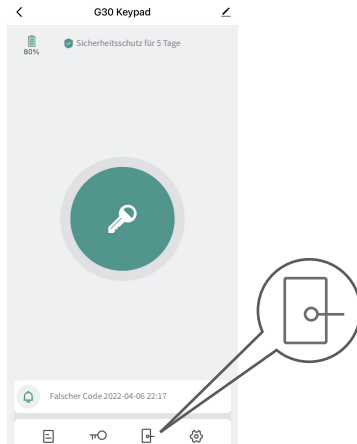 G30 Keypad
80%
Sicherheitsschutz für 5 Tage
Falscher Code 2022-04-06 22:17